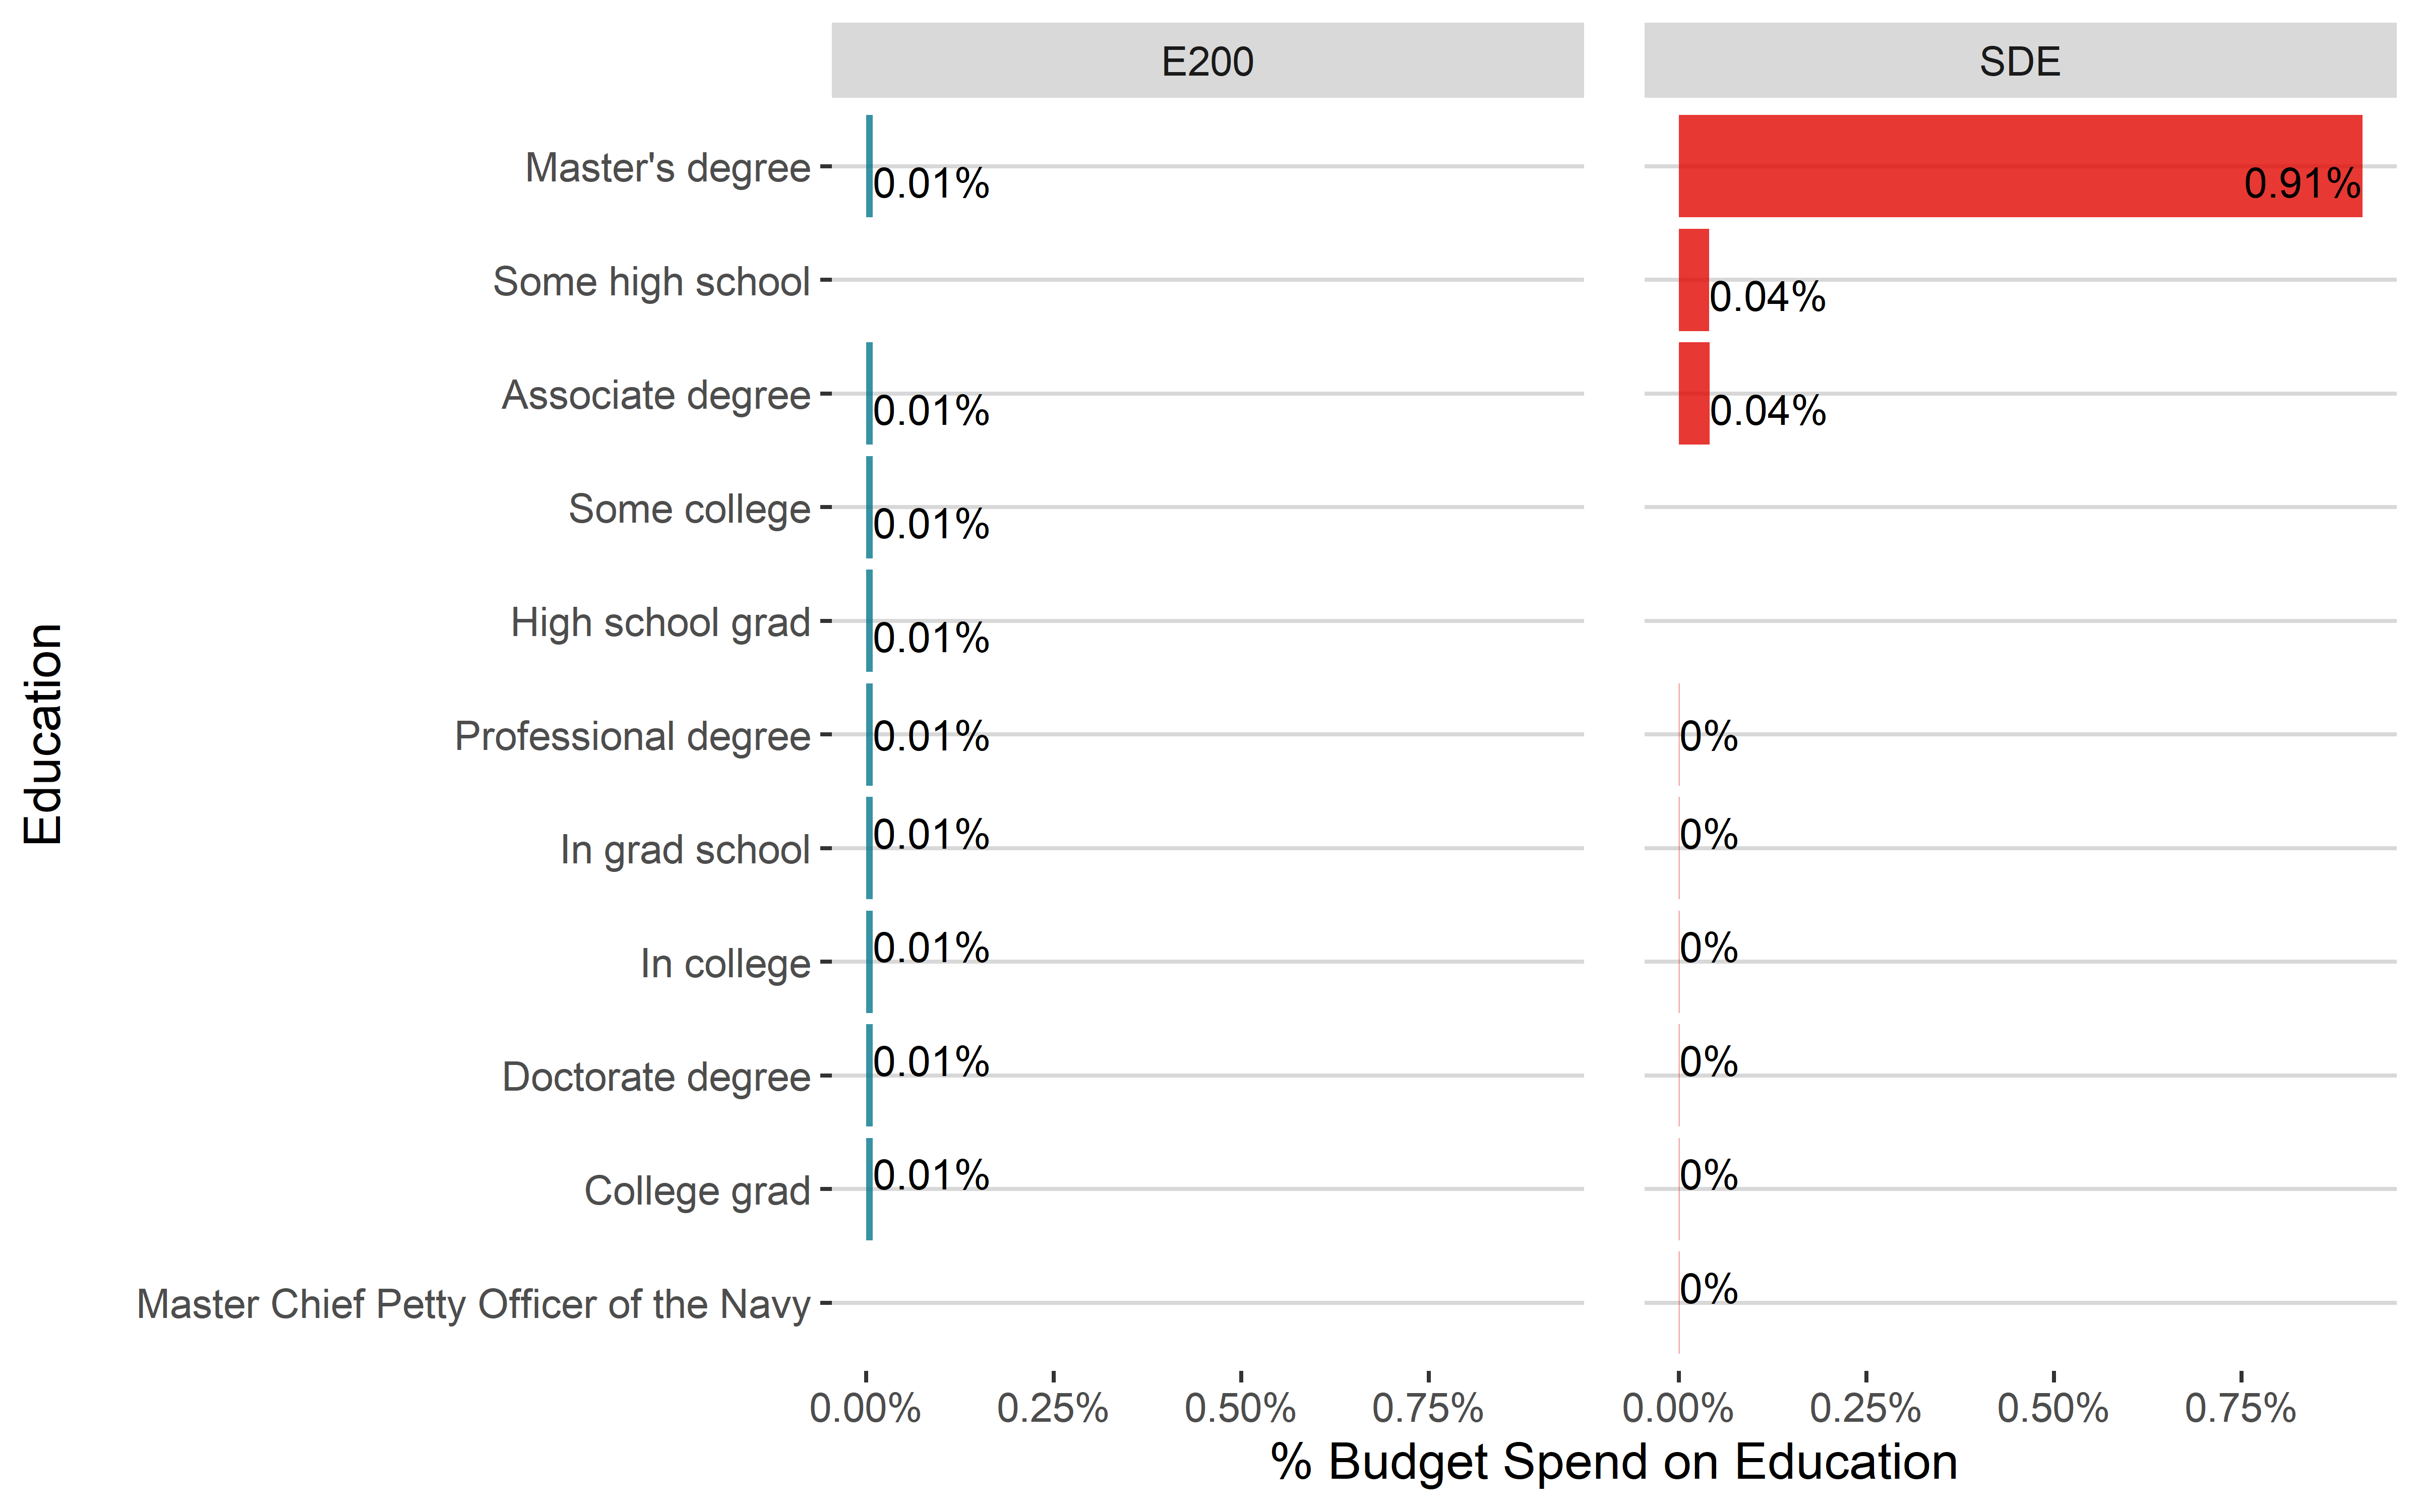 E200 SDE
Master's degree 0.01% 0.91%
Some high school 0.04%
Associate degree 0.01% 0.04%
Some college 0.01%
High school grad 0.01%
Professional degree 0.01% 0%
In grad school 0.01% 0%
In college 0.01% 0%
Doctorate degree 0.01% 0%
College grad 0.01% 0%
Master Chief Petty Officer of the Navy 0%
Education
0.00% 0.25% 0.50% 0.75% 0.00% 0.25% 0.50% 0.75%
% Budget Spend on Education